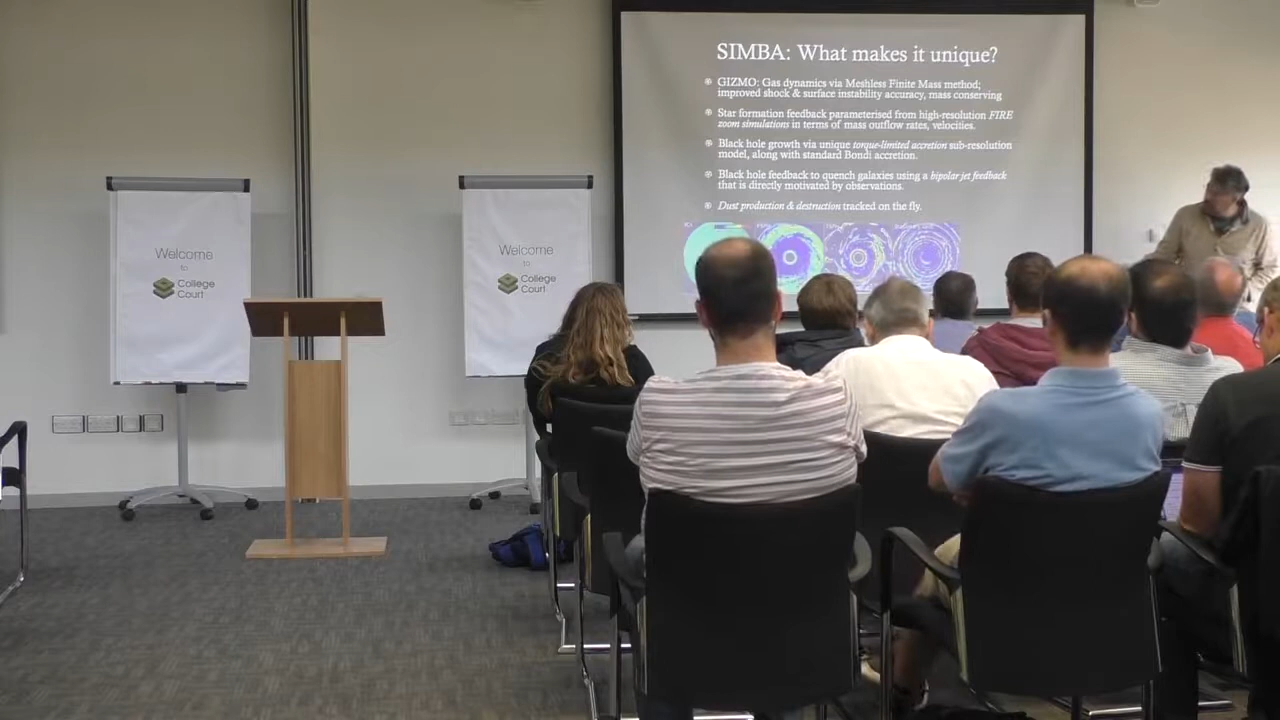 SIMBA: What makes it unique?
GIZMO: Gas dynamics via Meshless Finite Mass method;
improved shock & surface instability accuracy, mass conserving
Star formation feedback parameterised from high-resolution FIRE
zoom simulations in terms of mass outflow rates, velocities.
Black hole growth via unique torque-limited accretion sub-resolution
model, along with standard Bondi accretion.
Black hole feedback to quench galaxies using a bipolar jet feedback
that is directly motivated by observations.
Dust production & destruction tracked on the fly.
Welcome
to
College
Court
Welcome
to
College
Court